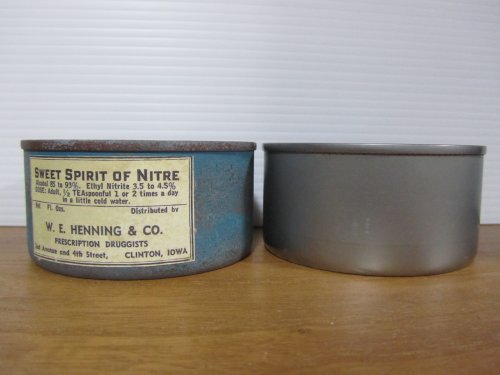 SWEET SPIRIT OF NITRE
Alcohol 85 to 93%. Ethyl Nitrite 3.5 to 4.5%
DOSE: Adult, ½ TEAspoonful 1 or 2 times a day
in a little cold water.
Fl. Ozs. Distributed by
W. E. HENNING & CO.
PRESCRIPTION DRUGGISTS
Avenue and 4th Street, CLINTON, IOWA